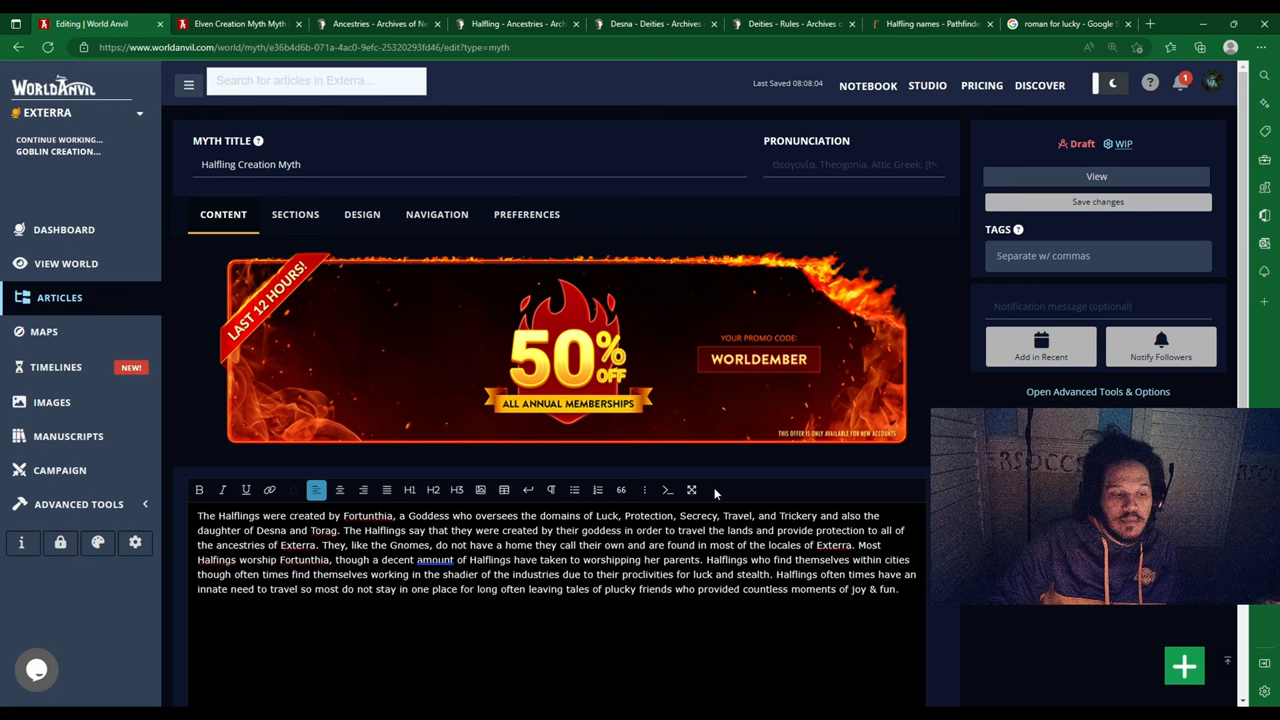 Editing | World Anvil
Elven Creation Myth Myth
Ancestries - Archives of Ne
Halfling - Ancestries - Arch
Desna - Deities - Archives
Deities - Rules - Archives o
Halfling names - Pathfinde
roman for lucky - Google S
https://www.worldanvil.com/world/myth/e36b4d6b-071a-4ac0-9efc-25320293fd46/edit?type=myth
WORLDANVIL
Search for articles in Exterra...
Last Saved 08:08:04
NOTEBOOK
STUDIO
PRICING
DISCOVER
1
EXTERRA
CONTINUE WORKING...
GOBLIN CREATION...
MYTH TITLE
PRONUNCIATION
Halfling Creation Myth
Θεογονία, Theogonia, Attic Greek: [tʰ
Draft
WIP
View
Save changes
CONTENT
SECTIONS
DESIGN
NAVIGATION
PREFERENCES
TAGS
Separate w/ commas
DASHBOARD
VIEW WORLD
ARTICLES
MAPS
TIMELINES
NEW!
IMAGES
MANUSCRIPTS
CAMPAIGN
ADVANCED TOOLS
LAST 12 HOURS!
50% OFF
ALL ANNUAL MEMBERSHIPS
YOUR PROMO CODE:
WORLDEMBER
THIS OFFER IS ONLY AVAILABLE FOR NEW ACCOUNTS
Notification message (optional)
Add in Recent
Notify Followers
Open Advanced Tools & Options
B I U H1 H2 H3 66
The Halflings were created by Fortunthia, a Goddess who oversees the domains of Luck, Protection, Secrecy, Travel, and Trickery and also the
daughter of Desna and Torag. The Halflings say that they were created by their goddess in order to travel the lands and provide protection to all of
the ancestries of Exterra. They, like the Gnomes, do not have a home they call their own and are found in most of the locales of Exterra. Most
Halfings worship Fortunthia, though a decent amount of Halflings have taken to worshipping her parents. Halflings who find themselves within cities
though often times find themselves working in the shadier of the industries due to their proclivities for luck and stealth. Halflings often times have an
innate need to travel so most do not stay in one place for long often leaving tales of plucky friends who provided countless moments of joy & fun.